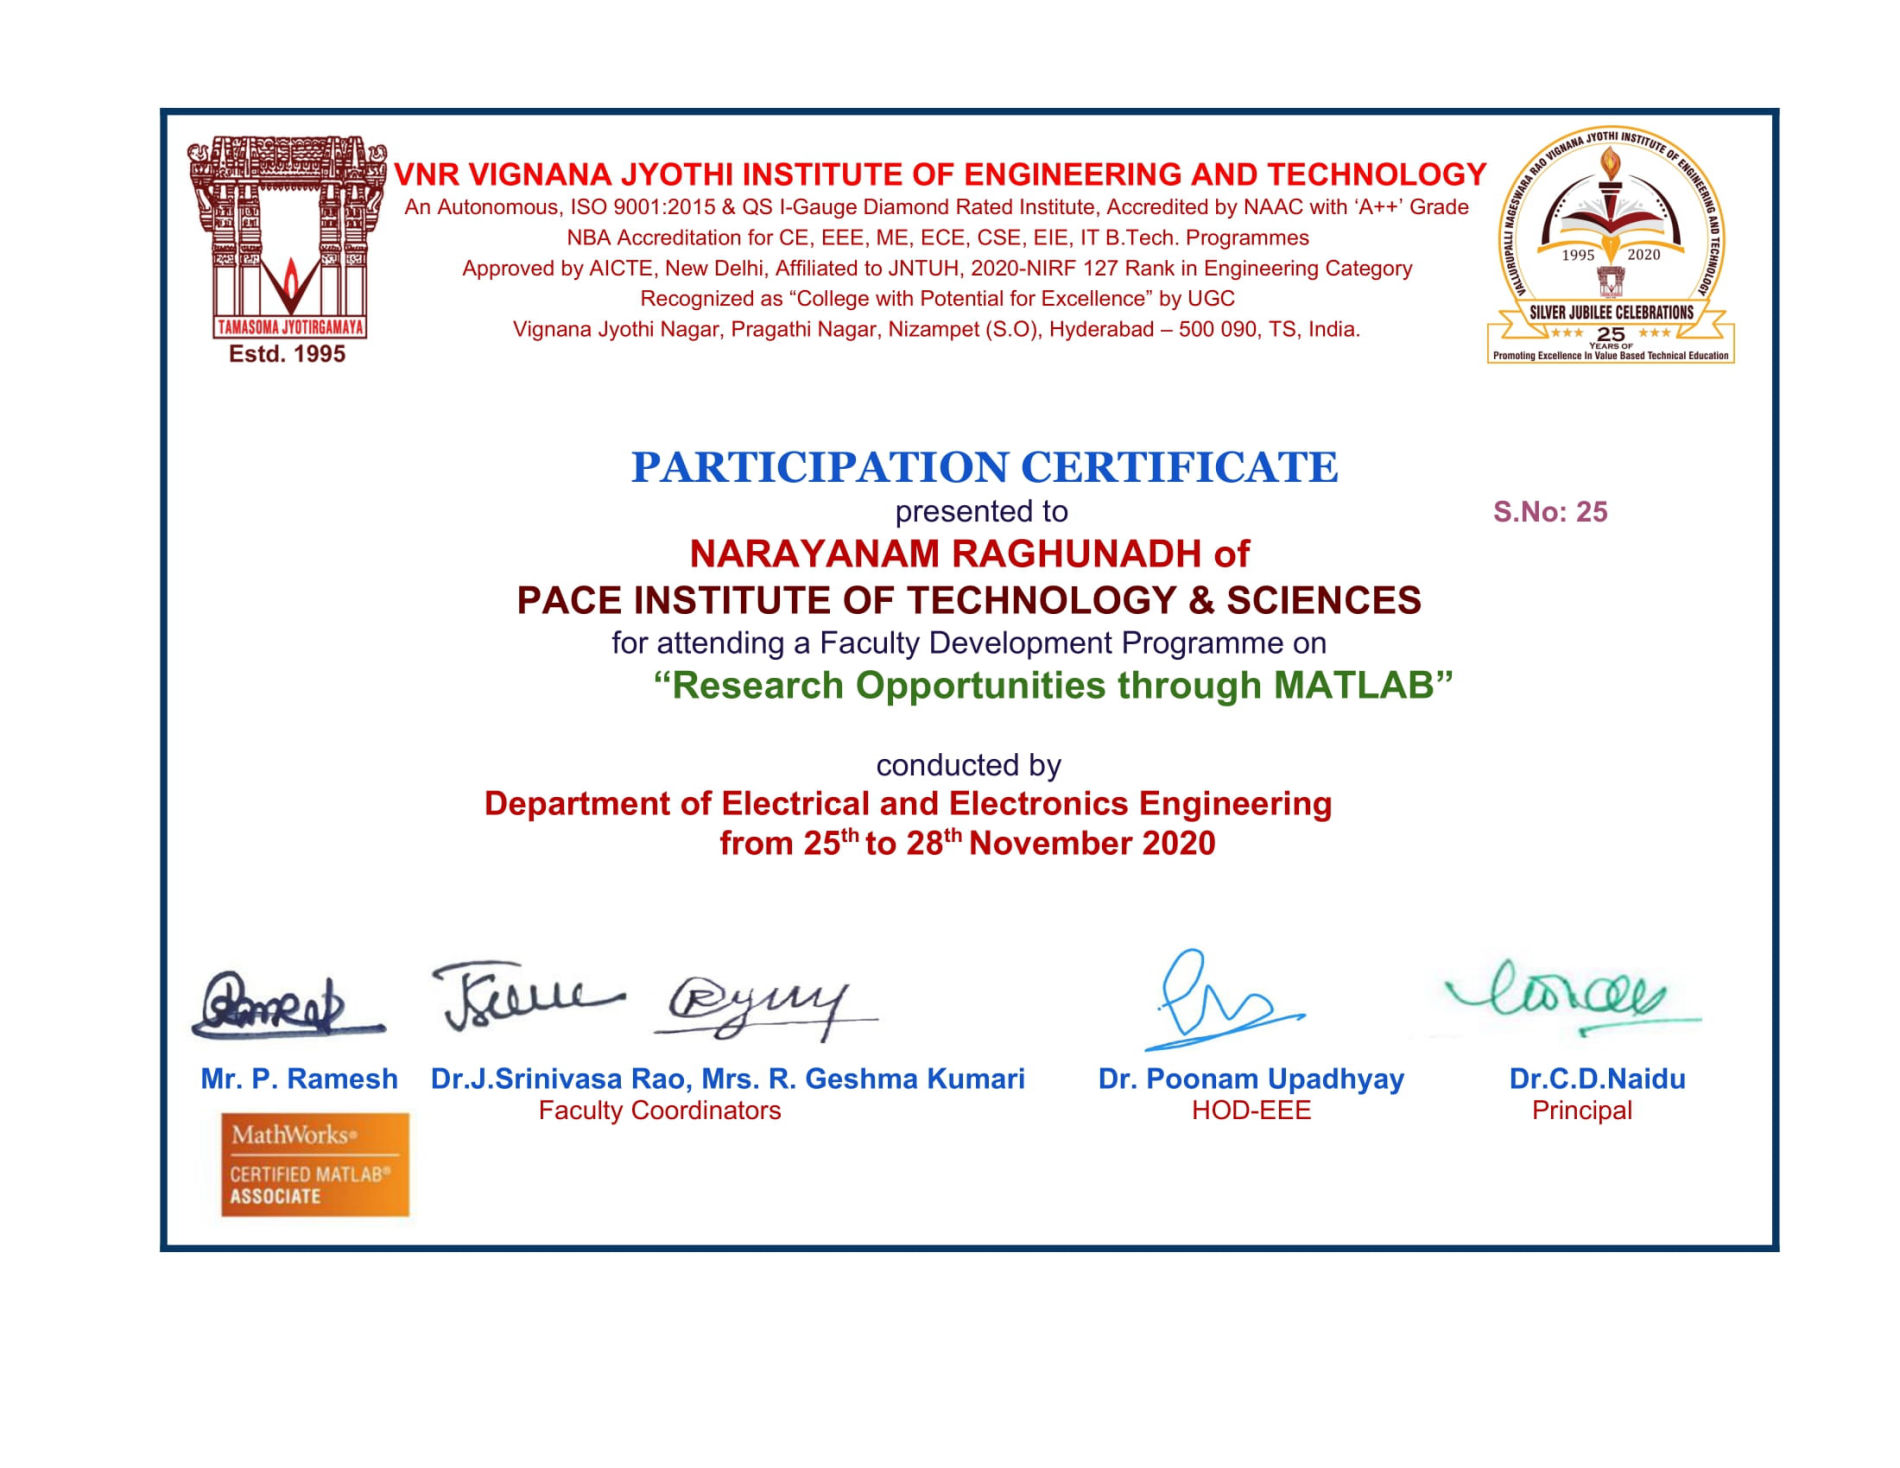 VNR VIGNANA JYOTHI INSTITUTE OF ENGINEERING AND TECHNOLOGY
An Autonomous, ISO 9001:2015 & QS I-Gauge Diamond Rated Institute, Accredited by NAAC with ‘A++’ Grade
NBA Accreditation for CE, EEE, ME, ECE, CSE, EIE, IT B.Tech. Programmes
Approved by AICTE, New Delhi, Affiliated to JNTUH, 2020-NIRF 127 Rank in Engineering Category
Recognized as “College with Potential for Excellence” by UGC
Vignana Jyothi Nagar, Pragathi Nagar, Nizampet (S.O), Hyderabad – 500 090, TS, India.
TAMASOMA JYOTIRGAMAYA
Estd. 1995
VALLURUPALLI NAGESWARA RAO VIGNANA JYOTHI INSTITUTE OF ENGINEERING AND TECHNOLOGY
1995 2020
SILVER JUBILEE CELEBRATIONS
25
YEARS OF
Promoting Excellence In Value Based Technical Education
PARTICIPATION CERTIFICATE
presented to
S.No: 25
NARAYANAM RAGHUNADH of
PACE INSTITUTE OF TECHNOLOGY & SCIENCES
for attending a Faculty Development Programme on
“Research Opportunities through MATLAB”
conducted by
Department of Electrical and Electronics Engineering
from 25th to 28th November 2020
Mr. P. Ramesh Dr.J.Srinivasa Rao, Mrs. R. Geshma Kumari Dr. Poonam Upadhyay Dr.C.D.Naidu
Faculty Coordinators HOD-EEE Principal
MathWorks®
CERTIFIED MATLAB®
ASSOCIATE